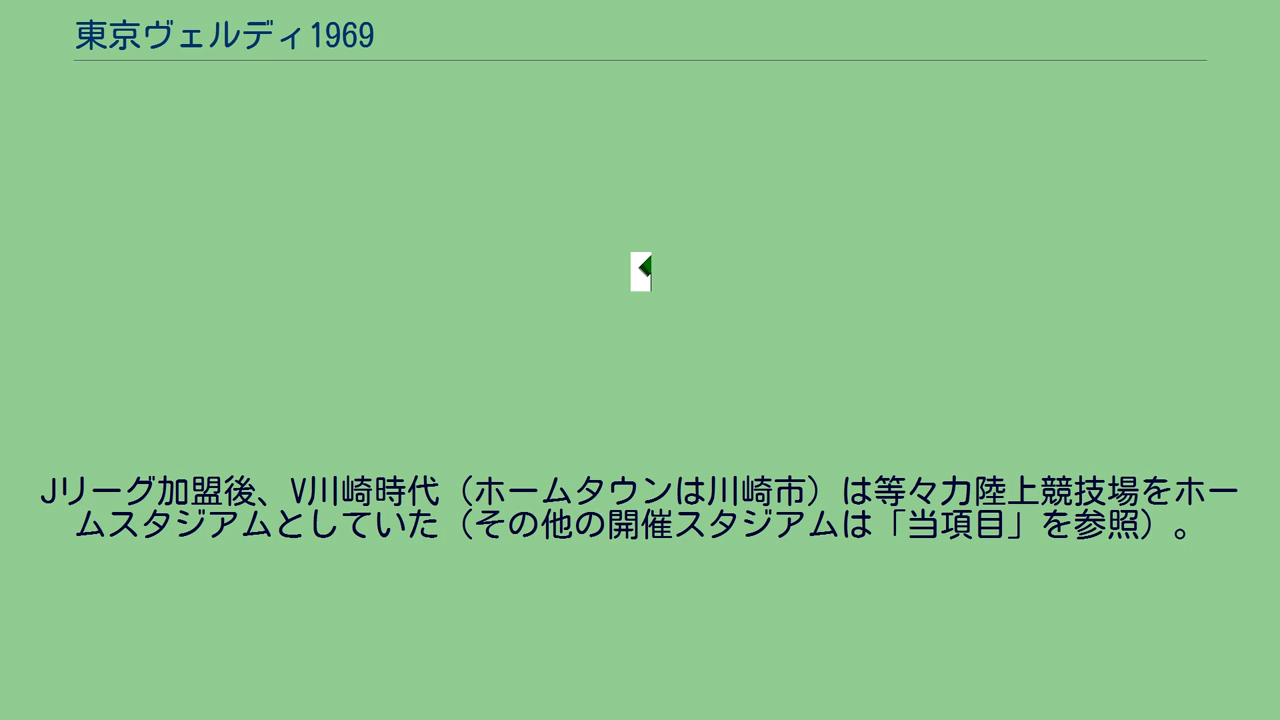 東京ヴェルディ1969
Jリーグ加盟後、V川崎時代（ホームタウンは川崎市）は等々力陸上競技場をホー
ムスタジアムとしていた（その他の開催スタジアムは「当項目」を参照）。